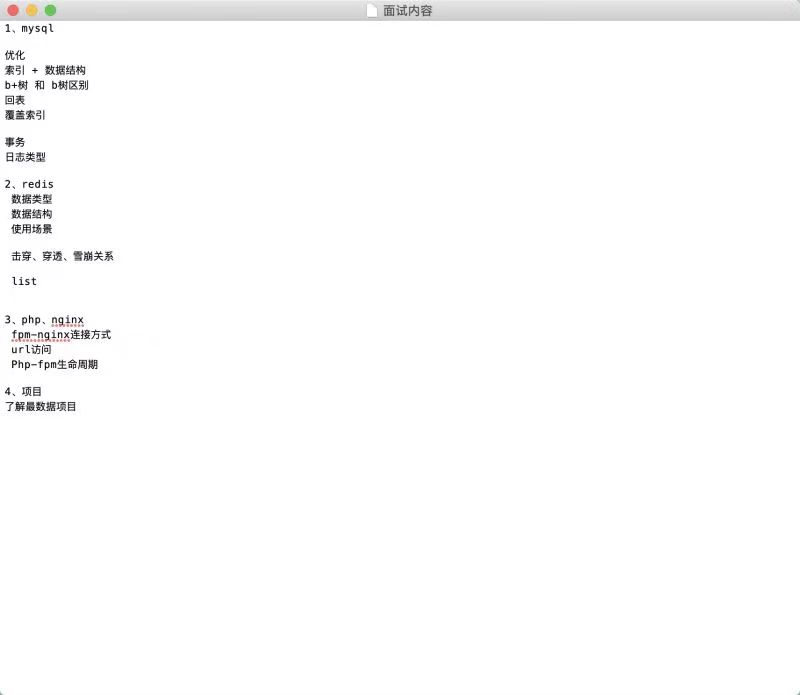 面试内容
1、mysql
优化
索引 + 数据结构
b+树 和 b树区别
回表
覆盖索引
事务
日志类型
2、redis
数据类型
数据结构
使用场景
击穿、穿透、雪崩关系
list
3、php、nginx
fpm-nginx连接方式
url访问
Php-fpm生命周期
4、项目
了解最数据项目